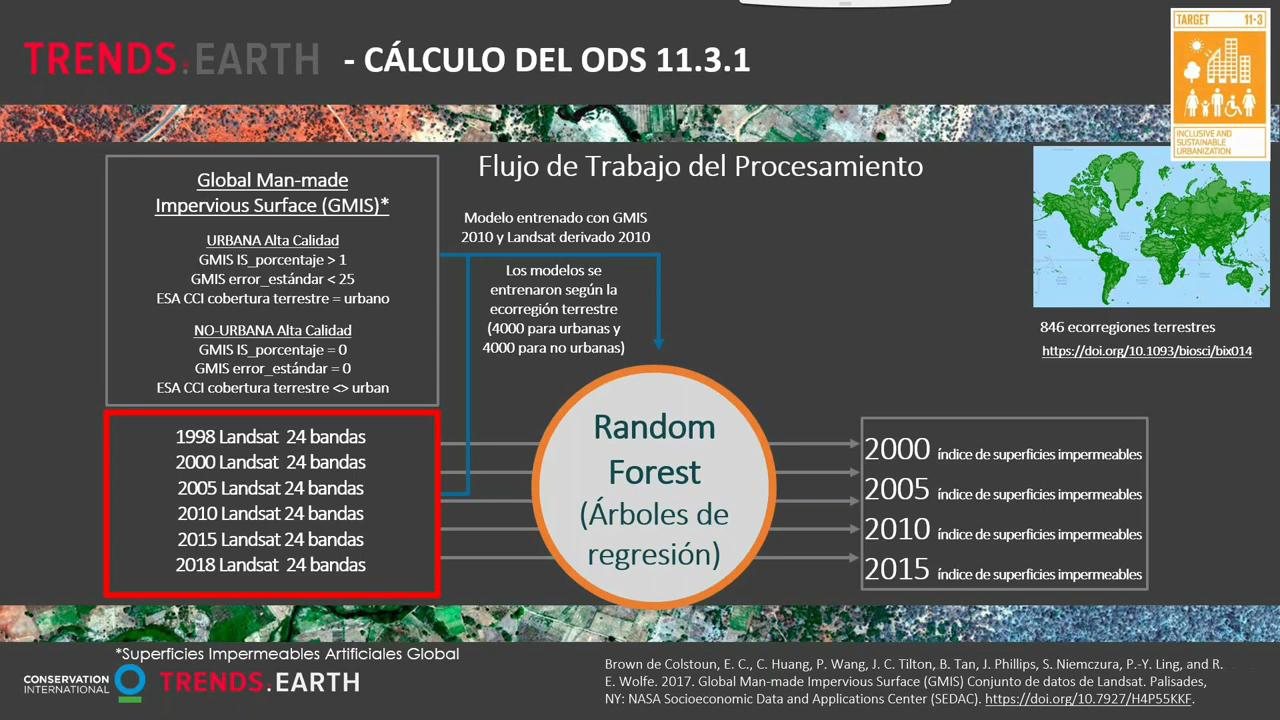 TRENDS.EARTH - CÁLCULO DEL ODS 11.3.1
TARGET 11·3
INCLUSIVE AND
SUSTAINABLE
URBANIZATION
Flujo de Trabajo del Procesamiento
Global Man-made
Impervious Surface (GMIS)*
URBANA Alta Calidad
GMIS IS_porcentaje > 1
GMIS error_estándar < 25
ESA CCI cobertura terrestre = urbano
NO-URBANA Alta Calidad
GMIS IS_porcentaje = 0
GMIS error_estándar = 0
ESA CCI cobertura terrestre <> urban
Modelo entrenado con GMIS
2010 y Landsat derivado 2010
Los modelos se
entrenaron según la
ecorregión terrestre
(4000 para urbanas y
4000 para no urbanas)
846 ecorregiones terrestres
https://doi.org/10.1093/biosci/bix014
1998 Landsat 24 bandas
2000 Landsat 24 bandas
2005 Landsat 24 bandas
2010 Landsat 24 bandas
2015 Landsat 24 bandas
2018 Landsat 24 bandas
Random
Forest
(Árboles de
regresión)
2000 índice de superficies impermeables
2005 índice de superficies impermeables
2010 índice de superficies impermeables
2015 índice de superficies impermeables
*Superficies Impermeables Artificiales Global
CONSERVATION
INTERNATIONAL
TRENDS.EARTH
Brown de Colstoun, E. C., C. Huang, P. Wang, J. C. Tilton, B. Tan, J. Phillips, S. Niemczura, P.-Y. Ling, and R.
E. Wolfe. 2017. Global Man-made Impervious Surface (GMIS) Conjunto de datos de Landsat. Palisades,
NY: NASA Socioeconomic Data and Applications Center (SEDAC). https://doi.org/10.7927/H4P55KKF.